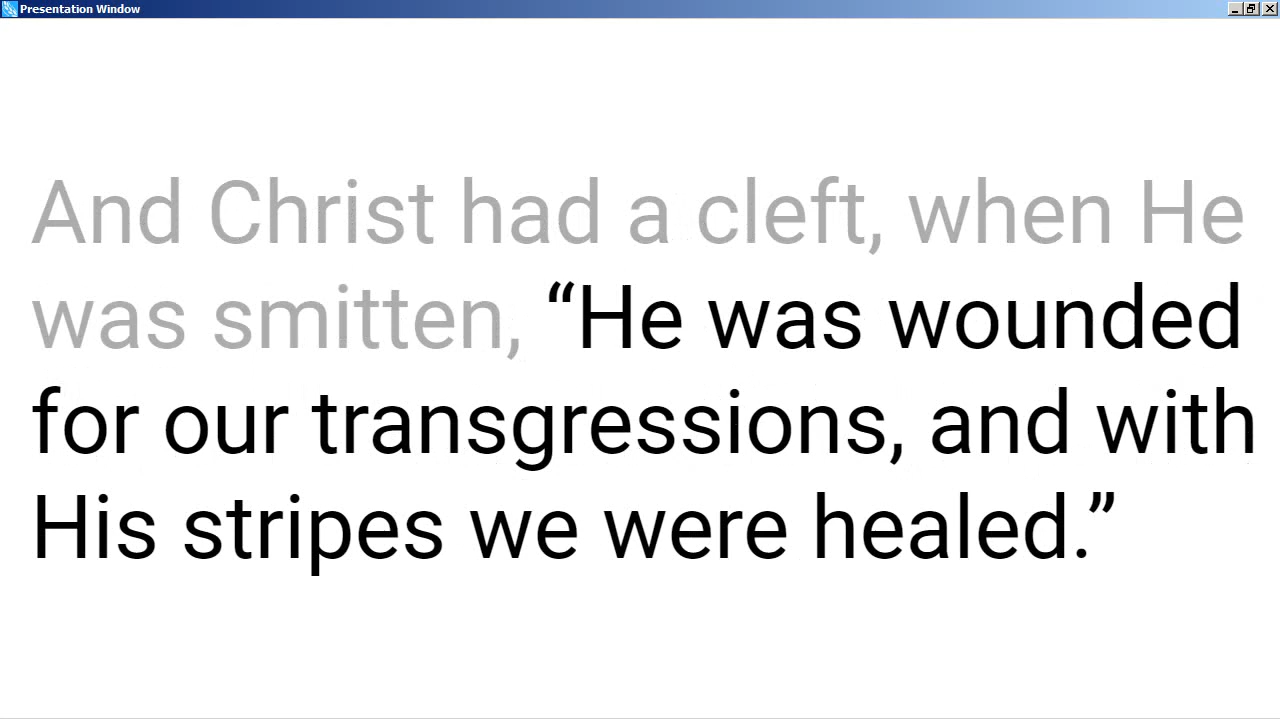 Presentation Window
And Christ had a cleft, when He
was smitten, “He was wounded
for our transgressions, and with
His stripes we were healed.”